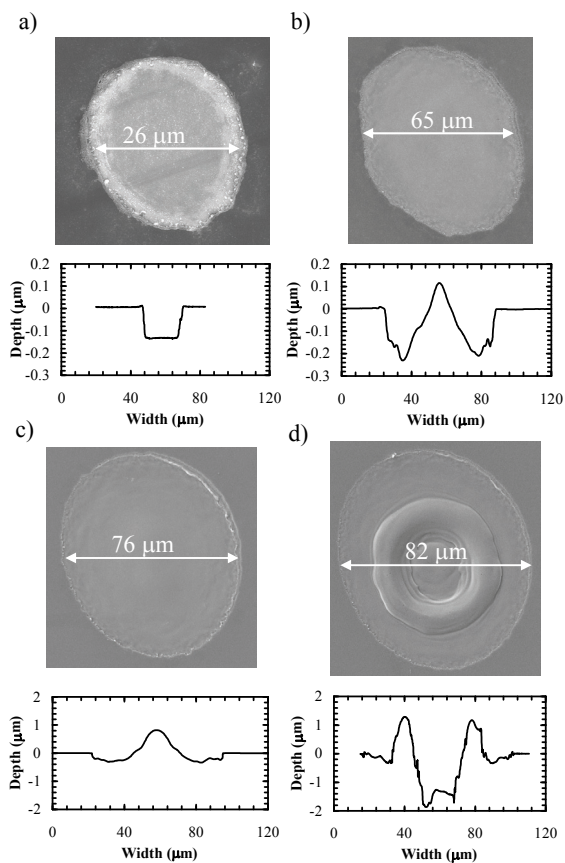 a)
26 μm
0.2
0.1
0
-0.1
-0.2
-0.3
Depth (μm)
0 40 80 120
Width (μm)
b)
65 μm
0.2
0.1
0
-0.1
-0.2
-0.3
Depth (μm)
0 40 80 120
Width (μm)
c)
76 μm
2
1
0
-1
-2
Depth (μm)
0 40 80 120
Width (μm)
d)
82 μm
2
1
0
-1
-2
Depth (μm)
0 40 80 120
Width (μm)